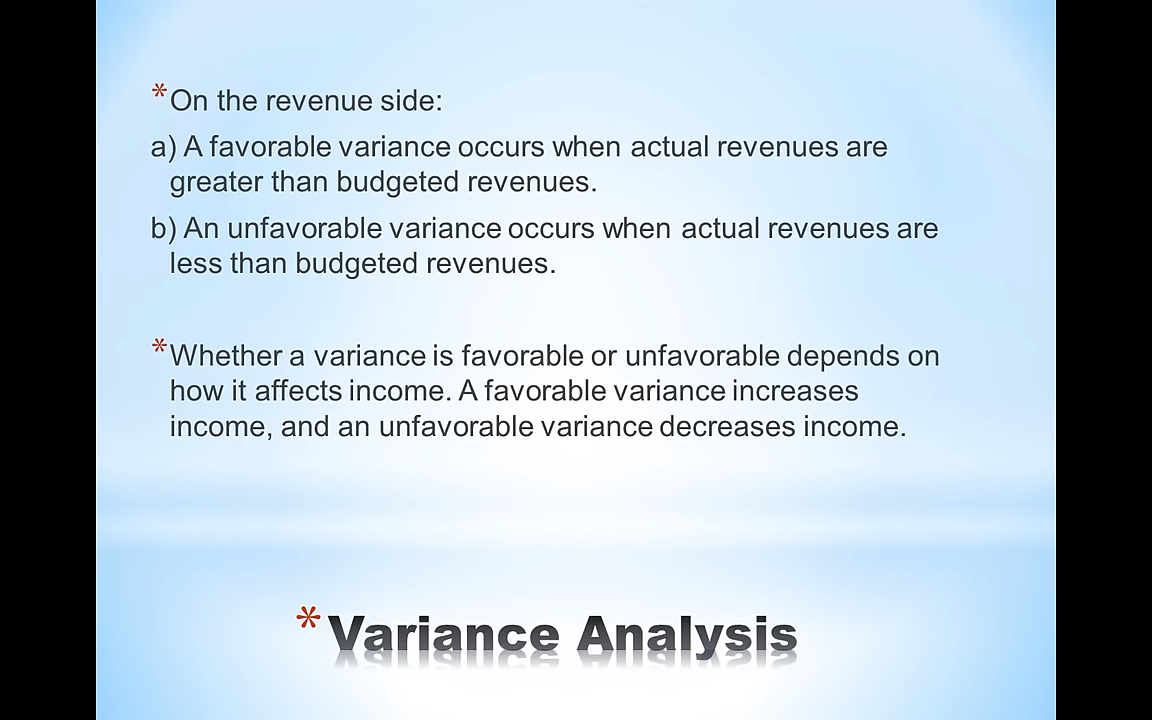 *On the revenue side:
a) A favorable variance occurs when actual revenues are
greater than budgeted revenues.
b) An unfavorable variance occurs when actual revenues are
less than budgeted revenues.
*Whether a variance is favorable or unfavorable depends on
how it affects income. A favorable variance increases
income, and an unfavorable variance decreases income.
*Variance Analysis